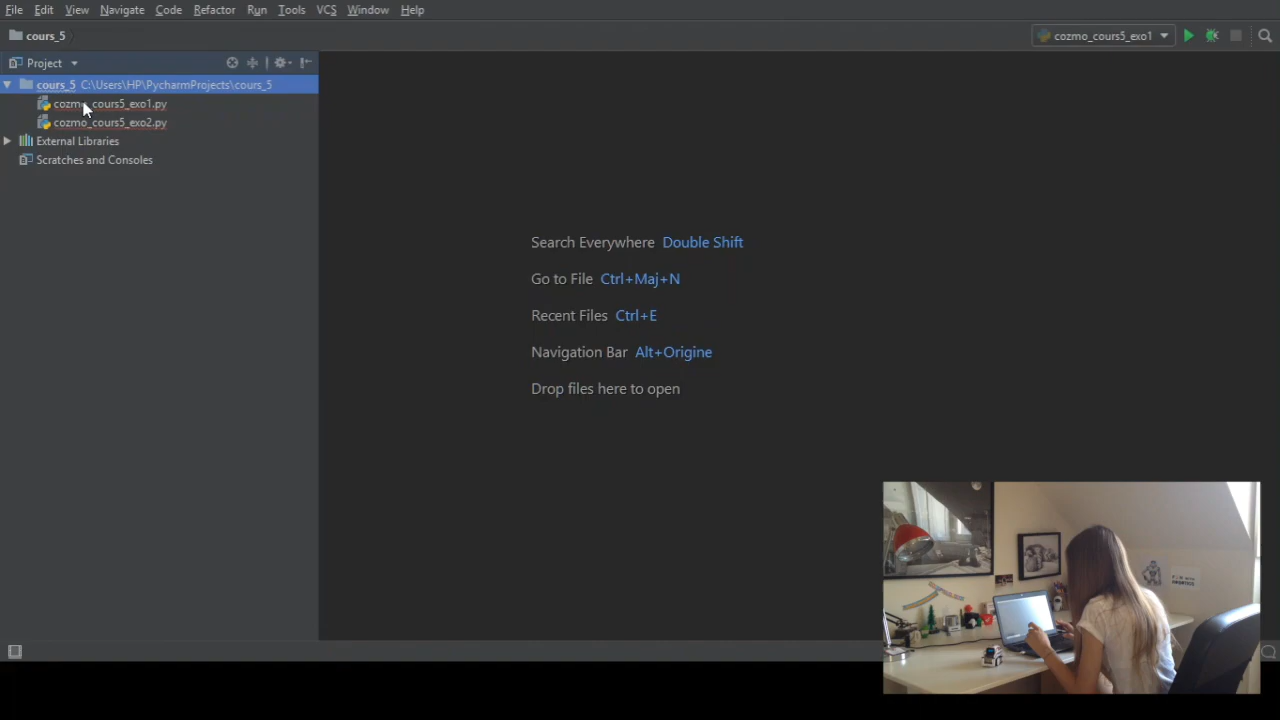 File Edit View Navigate Code Refactor Run Tools VCS Window Help
cours_5
cozmo_cours5_exo1
Project
cours_5 C:\Users\HP\PycharmProjects\cours_5
cozmo_cours5_exo1.py
cozmo_cours5_exo2.py
External Libraries
Scratches and Consoles
Search Everywhere Double Shift
Go to File Ctrl+Maj+N
Recent Files Ctrl+E
Navigation Bar Alt+Origine
Drop files here to open